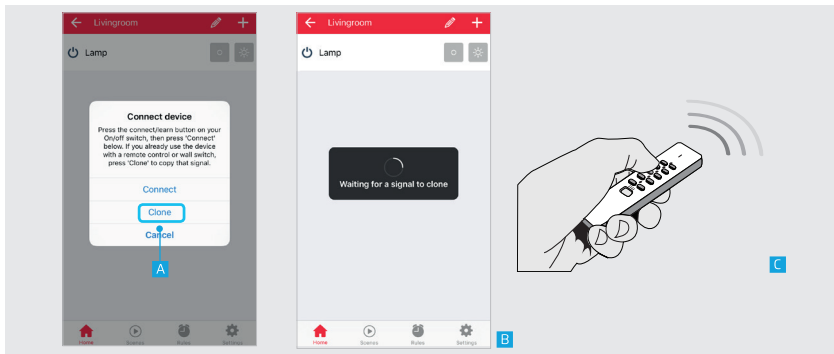 Livingroom
Lamp
Connect device
Press the connect/learn button on your
On/off switch, then press 'Connect'
below. If you already use the device
with a remote control or wall switch,
press 'Clone' to copy that signal.
Connect
Clone
Cancel
A
Home
Scenes
Rules
Settings
Livingroom
Lamp
Waiting for a signal to clone
Home
Scenes
Rules
Settings
B
C